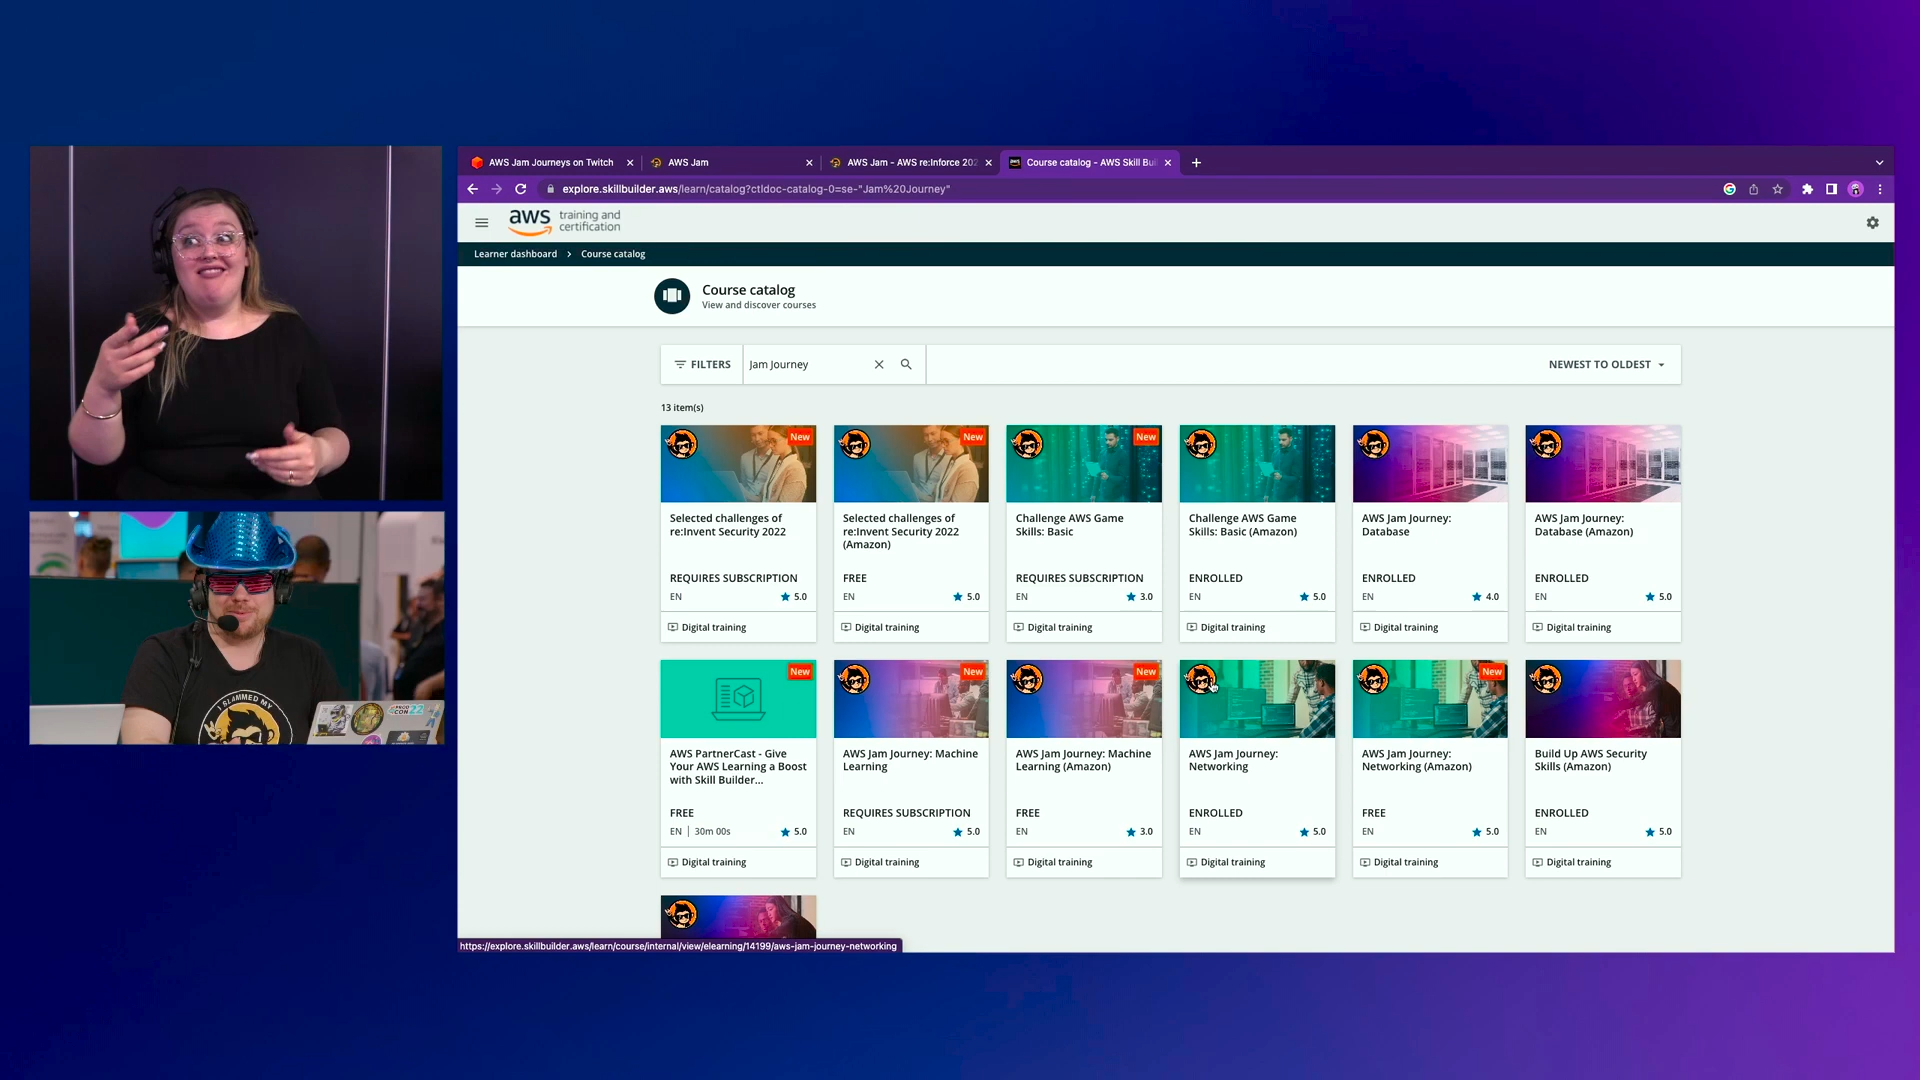 AWS Jam Journeys on Twitch
AWS Jam
AWS Jam - AWS re:Inforce 202
Course catalog - AWS Skill Bui
explore.skillbuilder.aws/learn/catalog?ctldoc-catalog-0=se-"Jam%20Journey"
aws training and certification
Learner dashboard > Course catalog
Course catalog
View and discover courses
FILTERS
Jam Journey
NEWEST TO OLDEST
13 item(s)
New
Selected challenges of
re:Invent Security 2022
REQUIRES SUBSCRIPTION
EN 5.0
Digital training
New
Selected challenges of
re:Invent Security 2022
(Amazon)
FREE
EN 5.0
Digital training
New
Challenge AWS Game
Skills: Basic
REQUIRES SUBSCRIPTION
EN 3.0
Digital training
Challenge AWS Game
Skills: Basic (Amazon)
ENROLLED
EN 5.0
Digital training
AWS Jam Journey:
Database
ENROLLED
EN 4.0
Digital training
AWS Jam Journey:
Database (Amazon)
ENROLLED
EN 5.0
Digital training
New
AWS PartnerCast - Give
Your AWS Learning a Boost
with Skill Builder...
FREE
EN | 30m 00s 5.0
Digital training
New
AWS Jam Journey: Machine
Learning
REQUIRES SUBSCRIPTION
EN 5.0
Digital training
New
AWS Jam Journey: Machine
Learning (Amazon)
FREE
EN 3.0
Digital training
AWS Jam Journey:
Networking
ENROLLED
EN 5.0
Digital training
New
AWS Jam Journey:
Networking (Amazon)
FREE
EN 5.0
Digital training
Build Up AWS Security
Skills (Amazon)
ENROLLED
EN 5.0
Digital training
https://explore.skillbuilder.aws/learn/course/internal/view/elearning/14199/aws-jam-journey-networking
I SLAMMED MY
PROD
CON 22